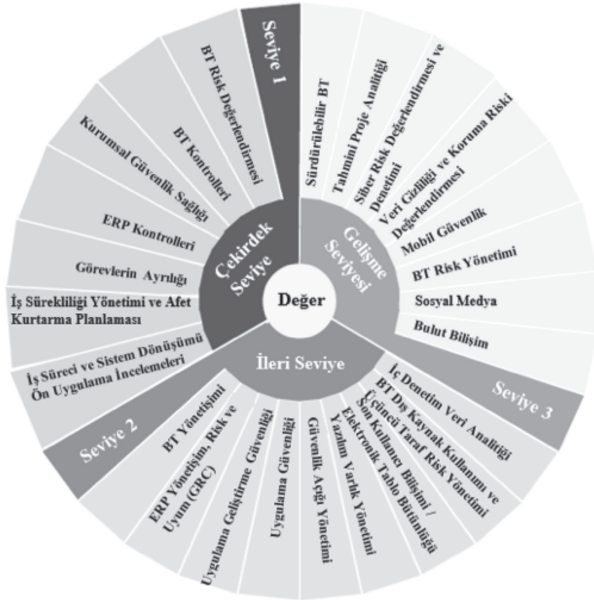 Değer
Çekirdek
Seviye
Gelişme
Seviyesi
İleri Seviye
Seviye 1
BT Risk Değerlendirmesi
BT Kontrolleri
Kurumsal Güvenlik Sağlığı
ERP Kontrolleri
Görevlerin Ayrılığı
İş Sürekliliği Yönetimi ve Afet
Kurtarma Planlaması
İş Süreci ve Sistem Dönüşümü
Ön Uygulama İncelemeleri
Seviye 2
BT Yönetişimi
ERP Yönetişim, Risk ve
Uyum (GRC)
Uygulama Geliştirme Güvenliği
Uygulama Güvenliği
Güvenlik Açığı Yönetimi
Yazılım Varlık Yönetimi
Son Kullanıcı Bilişimi /
Elektronik Tablo Bütünlüğü
BT Dış Kaynak Kullanımı ve
Üçüncü Taraf Risk Yönetimi
İç Denetim Veri Analitiği
Seviye 3
Bulut Bilişim
Sosyal Medya
BT Risk Yönetimi
Mobil Güvenlik
Veri Gizliliği ve Koruma Riski
Değerlendirmesi
Siber Risk Değerlendirmesi ve
Denetimi
Tahmini Proje Analitiği
Sürdürülebilir BT